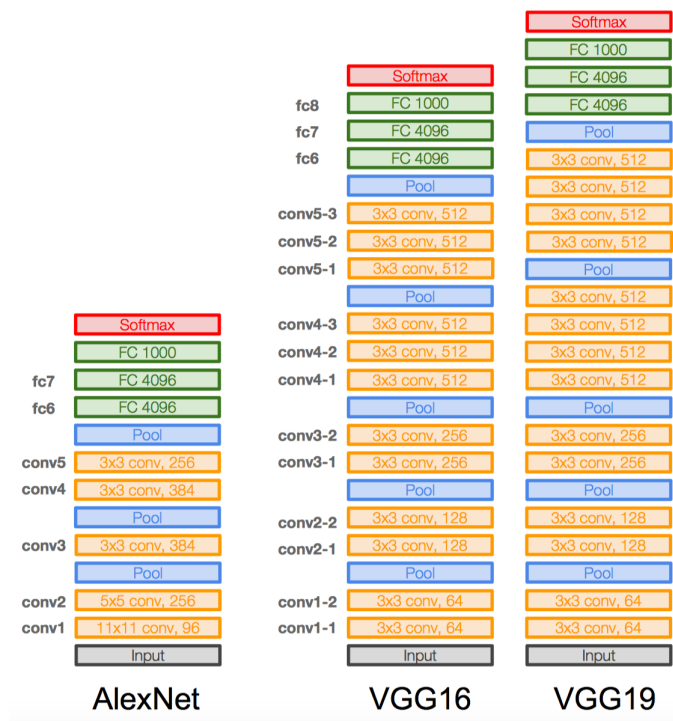 Softmax
FC 1000
fc7 FC 4096
fc6 FC 4096
Pool
conv5 3x3 conv, 256
conv4 3x3 conv, 384
Pool
conv3 3x3 conv, 384
Pool
conv2 5x5 conv, 256
conv1 11x11 conv, 96
Input
AlexNet
Softmax
fc8 FC 1000
fc7 FC 4096
fc6 FC 4096
Pool
conv5-3 3x3 conv, 512
conv5-2 3x3 conv, 512
conv5-1 3x3 conv, 512
Pool
conv4-3 3x3 conv, 512
conv4-2 3x3 conv, 512
conv4-1 3x3 conv, 512
Pool
conv3-2 3x3 conv, 256
conv3-1 3x3 conv, 256
Pool
conv2-2 3x3 conv, 128
conv2-1 3x3 conv, 128
Pool
conv1-2 3x3 conv, 64
conv1-1 3x3 conv, 64
Input
VGG16
Softmax
FC 1000
FC 4096
FC 4096
Pool
3x3 conv, 512
3x3 conv, 512
3x3 conv, 512
3x3 conv, 512
Pool
3x3 conv, 512
3x3 conv, 512
3x3 conv, 512
3x3 conv, 512
Pool
3x3 conv, 256
3x3 conv, 256
Pool
3x3 conv, 128
3x3 conv, 128
Pool
3x3 conv, 64
3x3 conv, 64
Input
VGG19